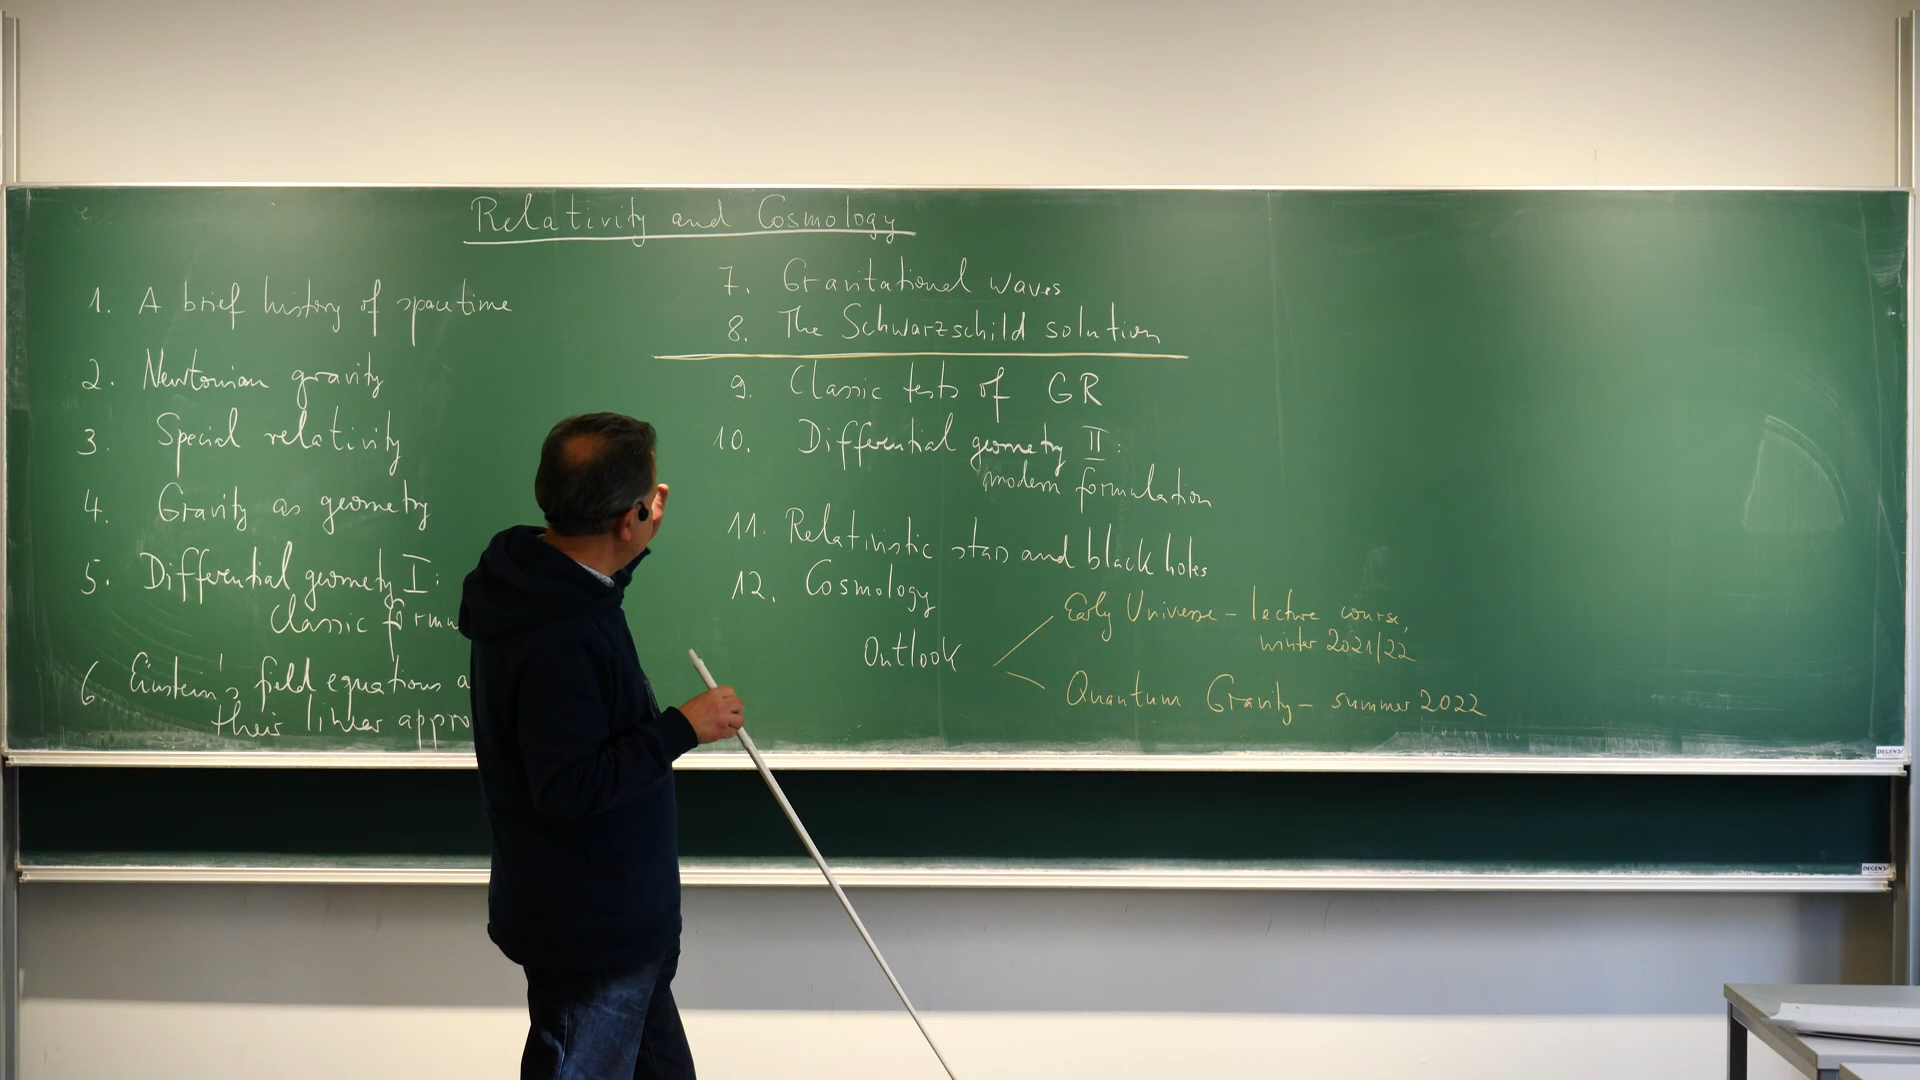 Relativity and Cosmology
1. A brief history of spacetime
2. Newtonian gravity
3. Special relativity
4. Gravity as geometry
5. Differential geometry I:
Classic formu
6. Einstein's field equations a
their linear appro
7. Gravitational waves
8. The Schwarzschild solution
9. Classic tests of GR
10. Differential geometry II:
modern formulation
11. Relativistic stars and black holes
12. Cosmology
Outlook
Early Universe – lecture course,
winter 2021/22
Quantum Gravity – summer 2022